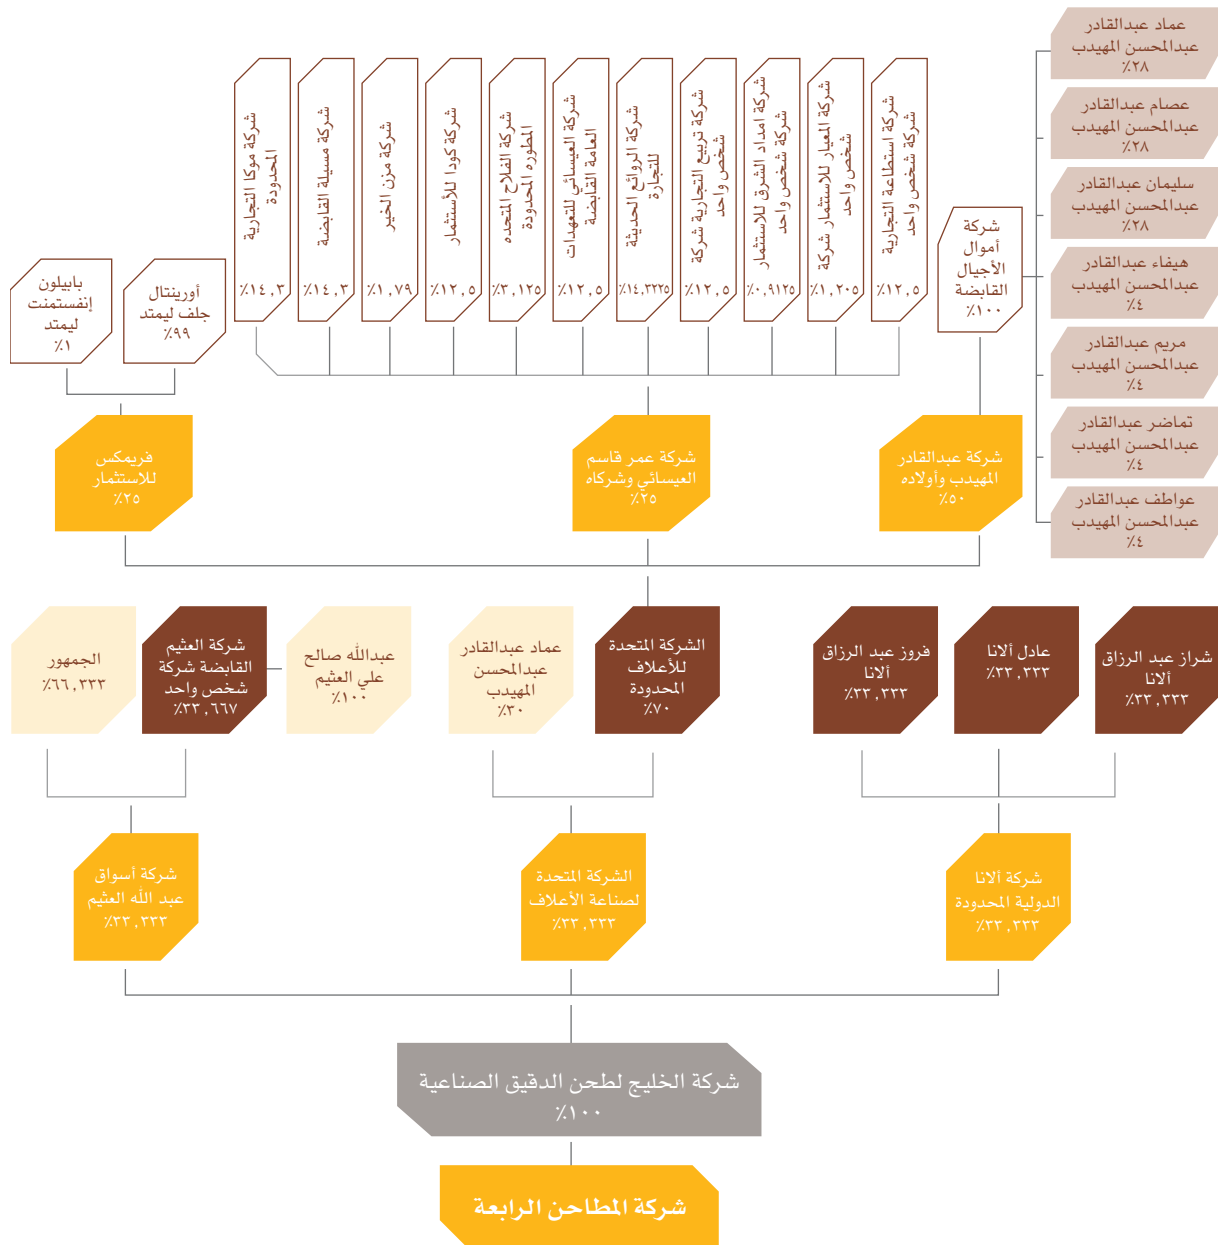 عماد عبدالقادر
عبدالمحسن المهيدب
٢٨٪
عصام عبدالقادر
عبدالمحسن المهيدب
٢٨٪
سليمان عبدالقادر
عبدالمحسن المهيدب
٢٨٪
هيفاء عبدالقادر
عبدالمحسن المهيدب
٤٪
مريم عبدالقادر
عبدالمحسن المهيدب
٤٪
تماضر عبدالقادر
عبدالمحسن المهيدب
٤٪
عواطف عبدالقادر
عبدالمحسن المهيدب
٤٪
شركة
أموال
الأجيال
القابضة
١٠٠٪
شركة استطاعة التجارية
شركة شخص واحد
١٢,٥٪
شركة المعيار للاستثمار شركة
شخص واحد
١,٢٠٥٪
شركة امداد الشرق للاستثمار
شركة شخص واحد
٠,٩١٢٥٪
شركة تربيع التجارية شركة
شخص واحد
١٢,٥٪
شركة الروائع الحديثة
للتجارة
١٤,٣٢٢٥٪
شركة العيسائي للتعهدات
العامة القابضة
١٢,٥٪
شركة الفلاح المتحده
المطوره المحدودة
٣,١٢٥٪
شركة كودا للأستثمار
١٢,٥٪
شركة مزن الخير
١,٧٩٪
شركة مسيلة القابضة
١٤,٣٪
شركة موكا التجارية
المحدودة
١٤,٣٪
أورينتال
جلف ليمتد
٩٩٪
بابيلون
إنفستمنت
ليمتد
١٪
شركة عبدالقادر
المهيدب وأولاده
٥٠٪
شركة عمر قاسم
العيسائي وشركاه
٢٥٪
فريمكس
للاستثمار
٢٥٪
شراز عبد الرزاق
ألانا
٣٣,٣٣٣٪
عادل ألانا
٣٣,٣٣٣٪
فروز عبد الرزاق
ألانا
٣٣,٣٣٣٪
الشركة المتحدة
للأعلاف
المحدودة
٧٠٪
عماد عبدالقادر
عبدالمحسن
المهيدب
٣٠٪
عبدالله صالح
علي العثيم
١٠٠٪
شركة العثيم
القابضة شركة
شخص واحد
٣٣,٦٦٧٪
الجمهور
٦٦,٣٣٣٪
شركة ألانا
الدولية المحدودة
٣٣,٣٣٣٪
الشركة المتحدة
لصناعة الأعلاف
٣٣,٣٣٣٪
شركة أسواق
عبد الله العثيم
٣٣,٣٣٣٪
شركة الخليج لطحن الدقيق الصناعية
١٠٠٪
شركة المطاحن الرابعة